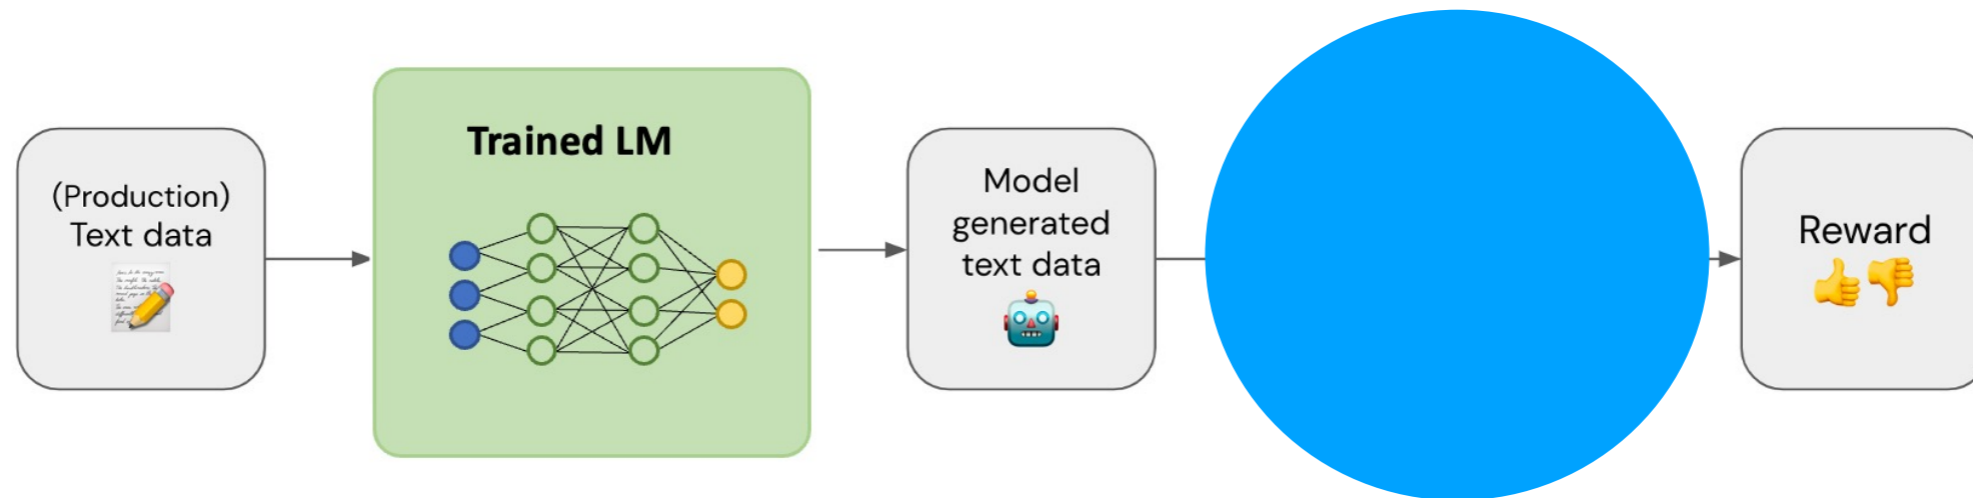 (Production)
Text data
Trained LM
Model
generated
text data
Reward